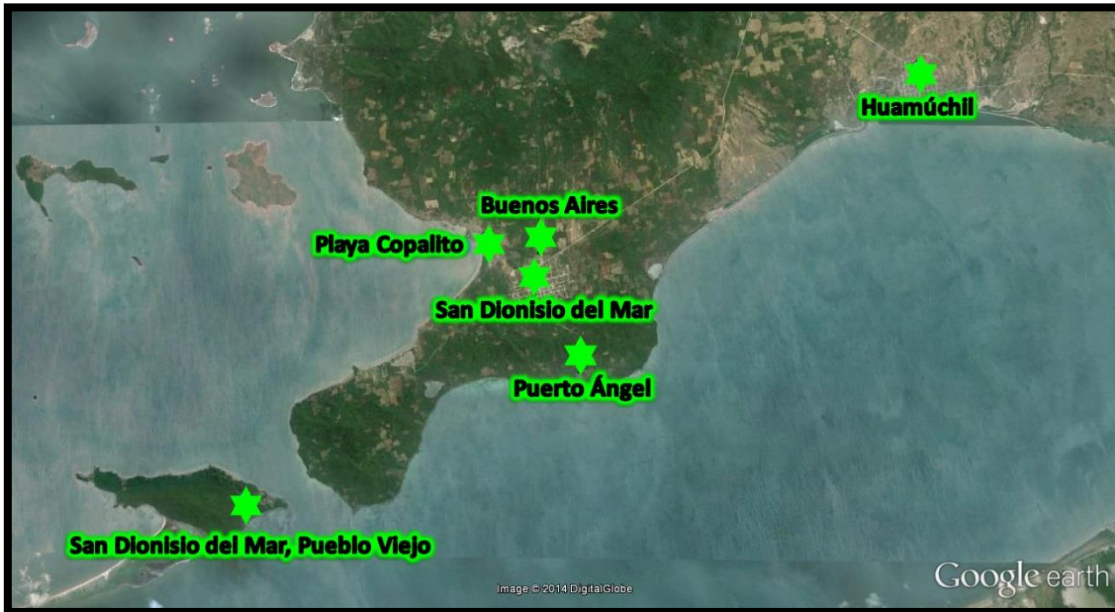 Huamúchil
Buenos Aires
Playa Copalito
San Dionisio del Mar
Puerto Ángel
San Dionisio del Mar, Pueblo Viejo
Image © 2014 DigitalGlobe
Google earth